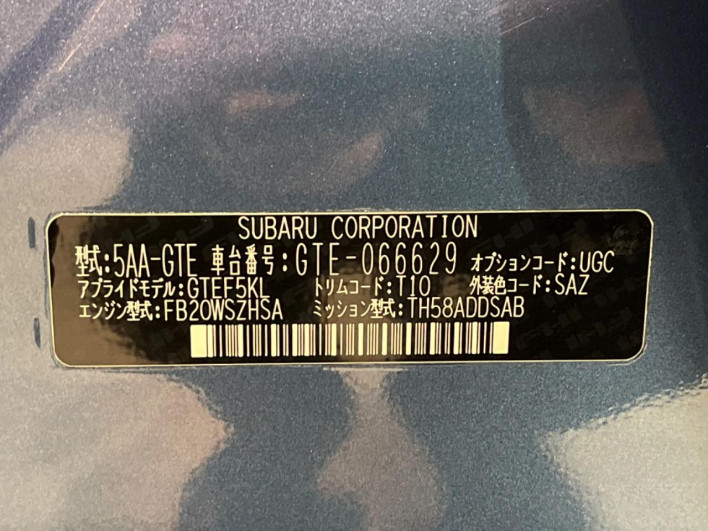 SUBARU CORPORATION
型式:5AA-GTE 車台番号:GTE-066629 オプションコード:UGC
アプライドモデル:GTEF5KL トリムコード:T10 外装色コード:SAZ
エンジン型式:FB20WSZHSA ミッション型式:TH58ADDSAB